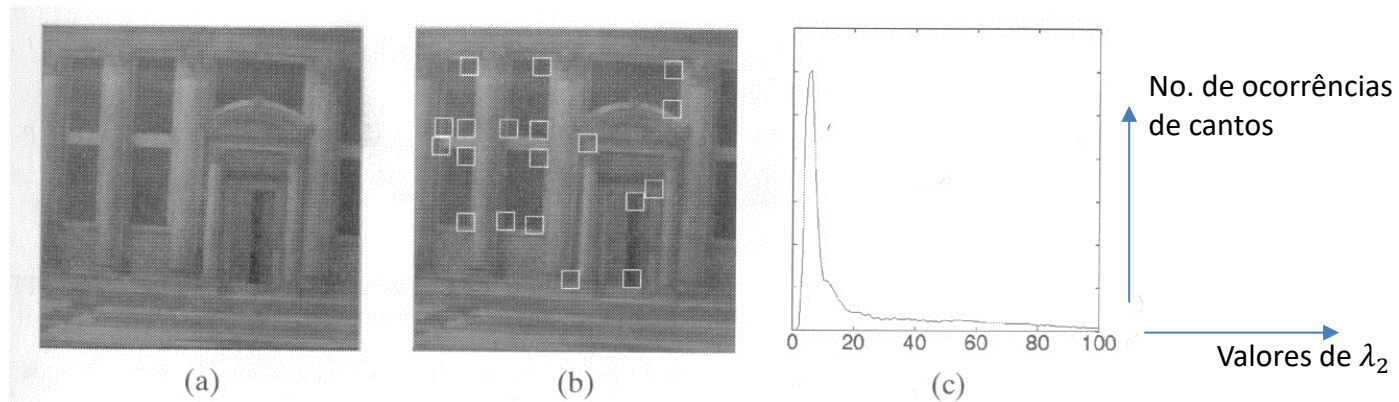 No. de ocorrências
de cantos
0 20 40 60 80 100
Valores de λ₂
(a) (b) (c)